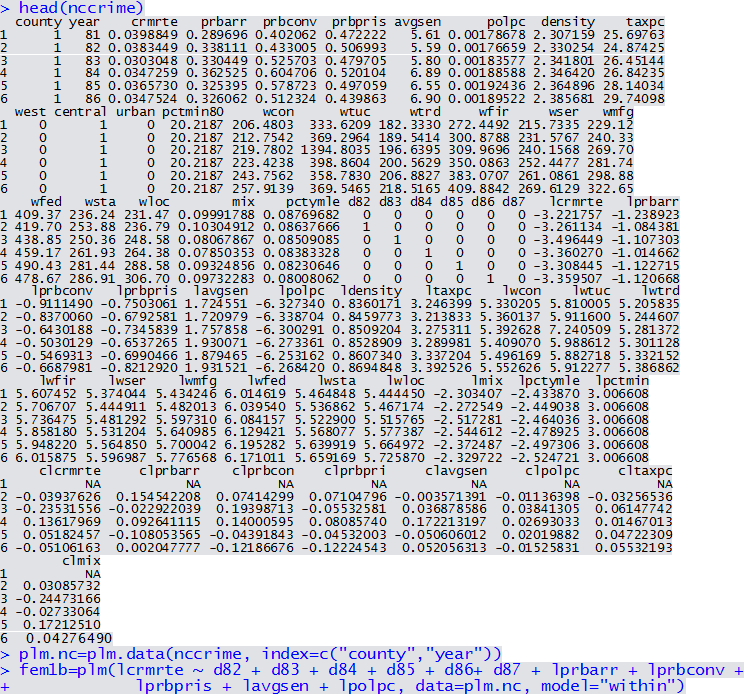 > head(nccrime)
county year crmrte prbarr prbconv prbpris avgsen polpc density taxpc
1 1 81 0.0398849 0.289696 0.402062 0.472222 5.61 0.00178678 2.307159 25.69763
2 1 82 0.0383449 0.338111 0.433005 0.506993 5.59 0.00176659 2.330254 24.87425
3 1 83 0.0303048 0.330449 0.525703 0.479705 5.80 0.00183577 2.341801 26.45144
4 1 84 0.0347259 0.362525 0.604706 0.520104 6.89 0.00188588 2.346420 26.84235
5 1 85 0.0365730 0.325395 0.578723 0.497059 6.55 0.00192436 2.364896 28.14034
6 1 86 0.0347524 0.326062 0.512324 0.439863 6.90 0.00189522 2.385681 29.74098
west central urban pctmin80 wcon wtuc wtrd wfir wser wmfg
1 0 1 0 20.2187 206.4803 333.6209 182.3330 272.4492 215.7335 229.12
2 0 1 0 20.2187 212.7542 369.2964 189.5414 300.8788 231.5767 240.33
3 0 1 0 20.2187 219.7802 1394.8035 196.6395 309.9696 240.1568 269.70
4 0 1 0 20.2187 223.4238 398.8604 200.5629 350.0863 252.4477 281.74
5 0 1 0 20.2187 243.7562 358.7830 206.8827 383.0707 261.0861 298.88
6 0 1 0 20.2187 257.9139 369.5465 218.5165 409.8842 269.6129 322.65
wfed wsta wloc mix pctymle d82 d83 d84 d85 d86 d87 lcrmrte lprbarr
1 409.37 236.24 231.47 0.09991788 0.08769682 0 0 0 0 0 0 -3.221757 -1.238923
2 419.70 253.88 236.79 0.10304912 0.08637666 1 0 0 0 0 0 -3.261134 -1.084381
3 438.85 250.36 248.58 0.08067867 0.08509085 0 1 0 0 0 0 -3.496449 -1.107303
4 459.17 261.93 264.38 0.07850353 0.08383328 0 0 1 0 0 0 -3.360270 -1.014662
5 490.43 281.44 288.58 0.09324856 0.08230646 0 0 0 1 0 0 -3.308445 -1.122715
6 478.67 286.91 306.70 0.09732283 0.08008062 0 0 0 0 1 0 -3.359507 -1.120668
lprbconv lprbpris lavgsen lpolpc ldensity ltaxpc lwcon lwtuc lwtrd
1 -0.9111490 -0.7503061 1.724551 -6.327340 0.8360171 3.246399 5.330205 5.810005 5.205835
2 -0.8370060 -0.6792581 1.720979 -6.338704 0.8459773 3.213833 5.360137 5.911600 5.244607
3 -0.6430188 -0.7345839 1.757858 -6.300291 0.8509204 3.275311 5.392628 7.240509 5.281372
4 -0.5030129 -0.6537265 1.930071 -6.273361 0.8528909 3.289981 5.409070 5.988612 5.301128
5 -0.5469313 -0.6990466 1.879465 -6.253162 0.8607340 3.337204 5.496169 5.882718 5.332152
6 -0.6687981 -0.8212920 1.931521 -6.268420 0.8694848 3.392526 5.552626 5.912277 5.386862
lwfir lwser lwmfg lwfed lwsta lwloc lmix lpctymle lpctmin
1 5.607452 5.374044 5.434246 6.014619 5.464848 5.444450 -2.303407 -2.433870 3.006608
2 5.706707 5.444911 5.482013 6.039540 5.536862 5.467174 -2.272549 -2.449038 3.006608
3 5.736475 5.481292 5.597310 6.084157 5.522900 5.515765 -2.517281 -2.464036 3.006608
4 5.858180 5.531204 5.640985 6.129421 5.568077 5.577387 -2.544612 -2.478925 3.006608
5 5.948220 5.564850 5.700042 6.195282 5.639919 5.664972 -2.372487 -2.497306 3.006608
6 6.015875 5.596987 5.776568 6.171011 5.659169 5.725870 -2.329722 -2.524721 3.006608
clcrmrte clprbarr clprbcon clprbpri clavgsen clpolpc cltaxpc
1 NA NA NA NA NA NA NA
2 -0.03937626 0.154542208 0.07414299 0.07104796 -0.003571391 -0.01136398 -0.03256536
3 -0.23531556 -0.022922039 0.19398713 -0.05532581 0.036878586 0.03841305 0.06147742
4 0.13617969 0.092641115 0.14000595 0.08085740 0.172213197 0.02693033 0.01467013
5 0.05182457 -0.108053565 -0.04391843 -0.04532003 -0.050606012 0.02019882 0.04722309
6 -0.05106163 0.002047777 -0.12186676 -0.12224543 0.052056313 -0.01525831 0.05532193
clmix
1 NA
2 0.03085732
3 -0.24473166
4 -0.02733064
5 0.17212510
6 0.04276490
> plm.nc=plm.data(nccrime, index=c("county","year"))
> fem1b=plm(lcrmrte ~ d82 + d83 + d84 + d85 + d86+ d87 + lprbarr + lprbconv +
+ lprbpris + lavgsen + lpolpc, data=plm.nc, model="within")